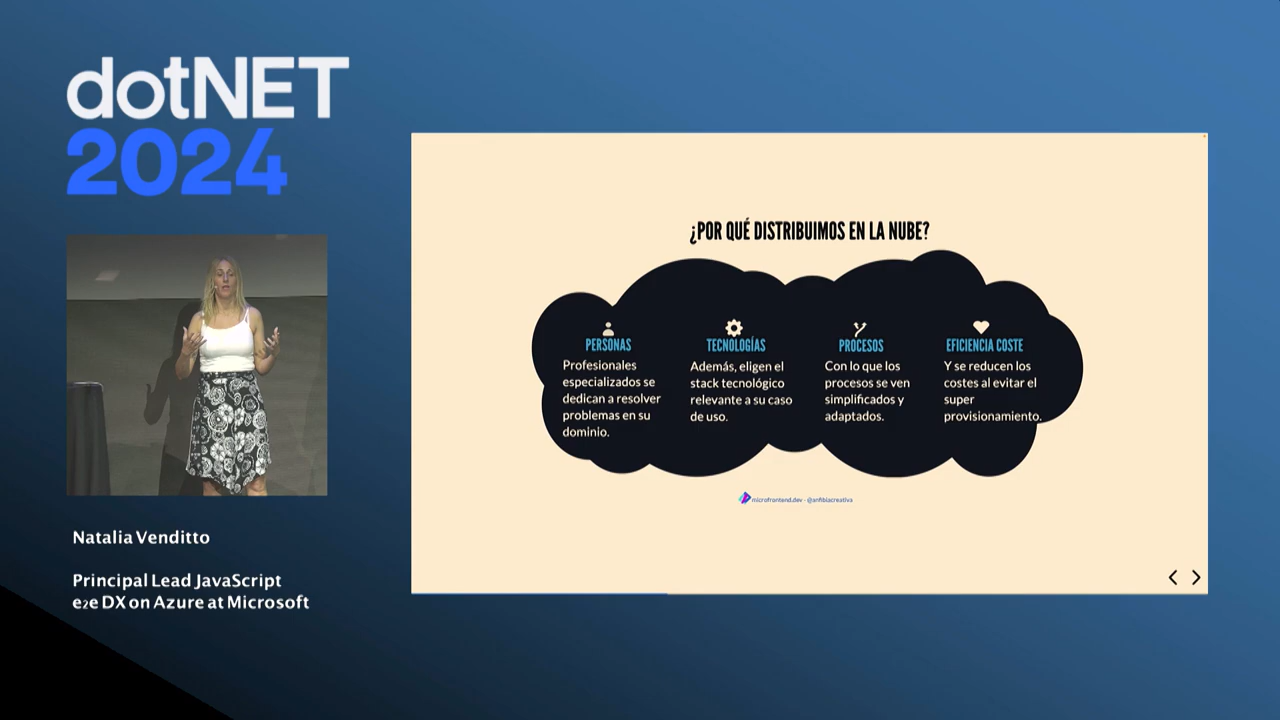 dotNET
2024
Natalia Venditto
Principal Lead JavaScript
e2e DX on Azure at Microsoft
¿POR QUÉ DISTRIBUIMOS EN LA NUBE?
PERSONAS
Profesionales
especializados se
dedican a resolver
problemas en su
dominio.
TECNOLOGÍAS
Además, eligen el
stack tecnológico
relevante a su caso
de uso.
PROCESOS
Con lo que los
procesos se ven
simplificados y
adaptados.
EFICIENCIA COSTE
Y se reducen los
costes al evitar el
super
provisionamiento.
microfrontend.dev - @anfibiacreativa